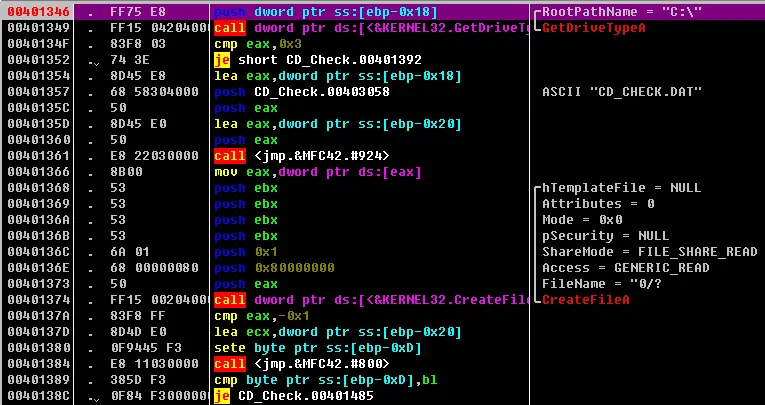 00401346 . FF75 E8 push dword ptr ss:[ebp-0x18] RootPathName = "C:\"
00401349 . FF15 04204000 call dword ptr ds:[<&KERNEL32.GetDriveTy GetDriveTypeA
0040134F . 83F8 03 cmp eax,0x3
00401352 .v 74 3E je short CD_Check.00401392
00401354 . 8D45 E8 lea eax,dword ptr ss:[ebp-0x18]
00401357 . 68 58304000 push CD_Check.00403058 ASCII "CD_CHECK.DAT"
0040135C . 50 push eax
0040135D . 8D45 E0 lea eax,dword ptr ss:[ebp-0x20]
00401360 . 50 push eax
00401361 . E8 22030000 call <jmp.&MFC42.#924>
00401366 . 8B00 mov eax,dword ptr ds:[eax]
00401368 . 53 push ebx hTemplateFile = NULL
00401369 . 53 push ebx Attributes = 0
0040136A . 53 push ebx Mode = 0x0
0040136B . 53 push ebx pSecurity = NULL
0040136C . 6A 01 push 0x1 ShareMode = FILE_SHARE_READ
0040136E . 68 00000080 push 0x80000000 Access = GENERIC_READ
00401373 . 50 push eax FileName = "0/?
00401374 . FF15 00204000 call dword ptr ds:[<&KERNEL32.CreateFile CreateFileA
0040137A . 83F8 FF cmp eax,-0x1
0040137D . 8D4D E0 lea ecx,dword ptr ss:[ebp-0x20]
00401380 . 0F9445 F3 sete byte ptr ss:[ebp-0xD]
00401384 . E8 11030000 call <jmp.&MFC42.#800>
00401389 . 385D F3 cmp byte ptr ss:[ebp-0xD],bl
0040138C .v 0F84 F3000000 je CD_Check.00401485